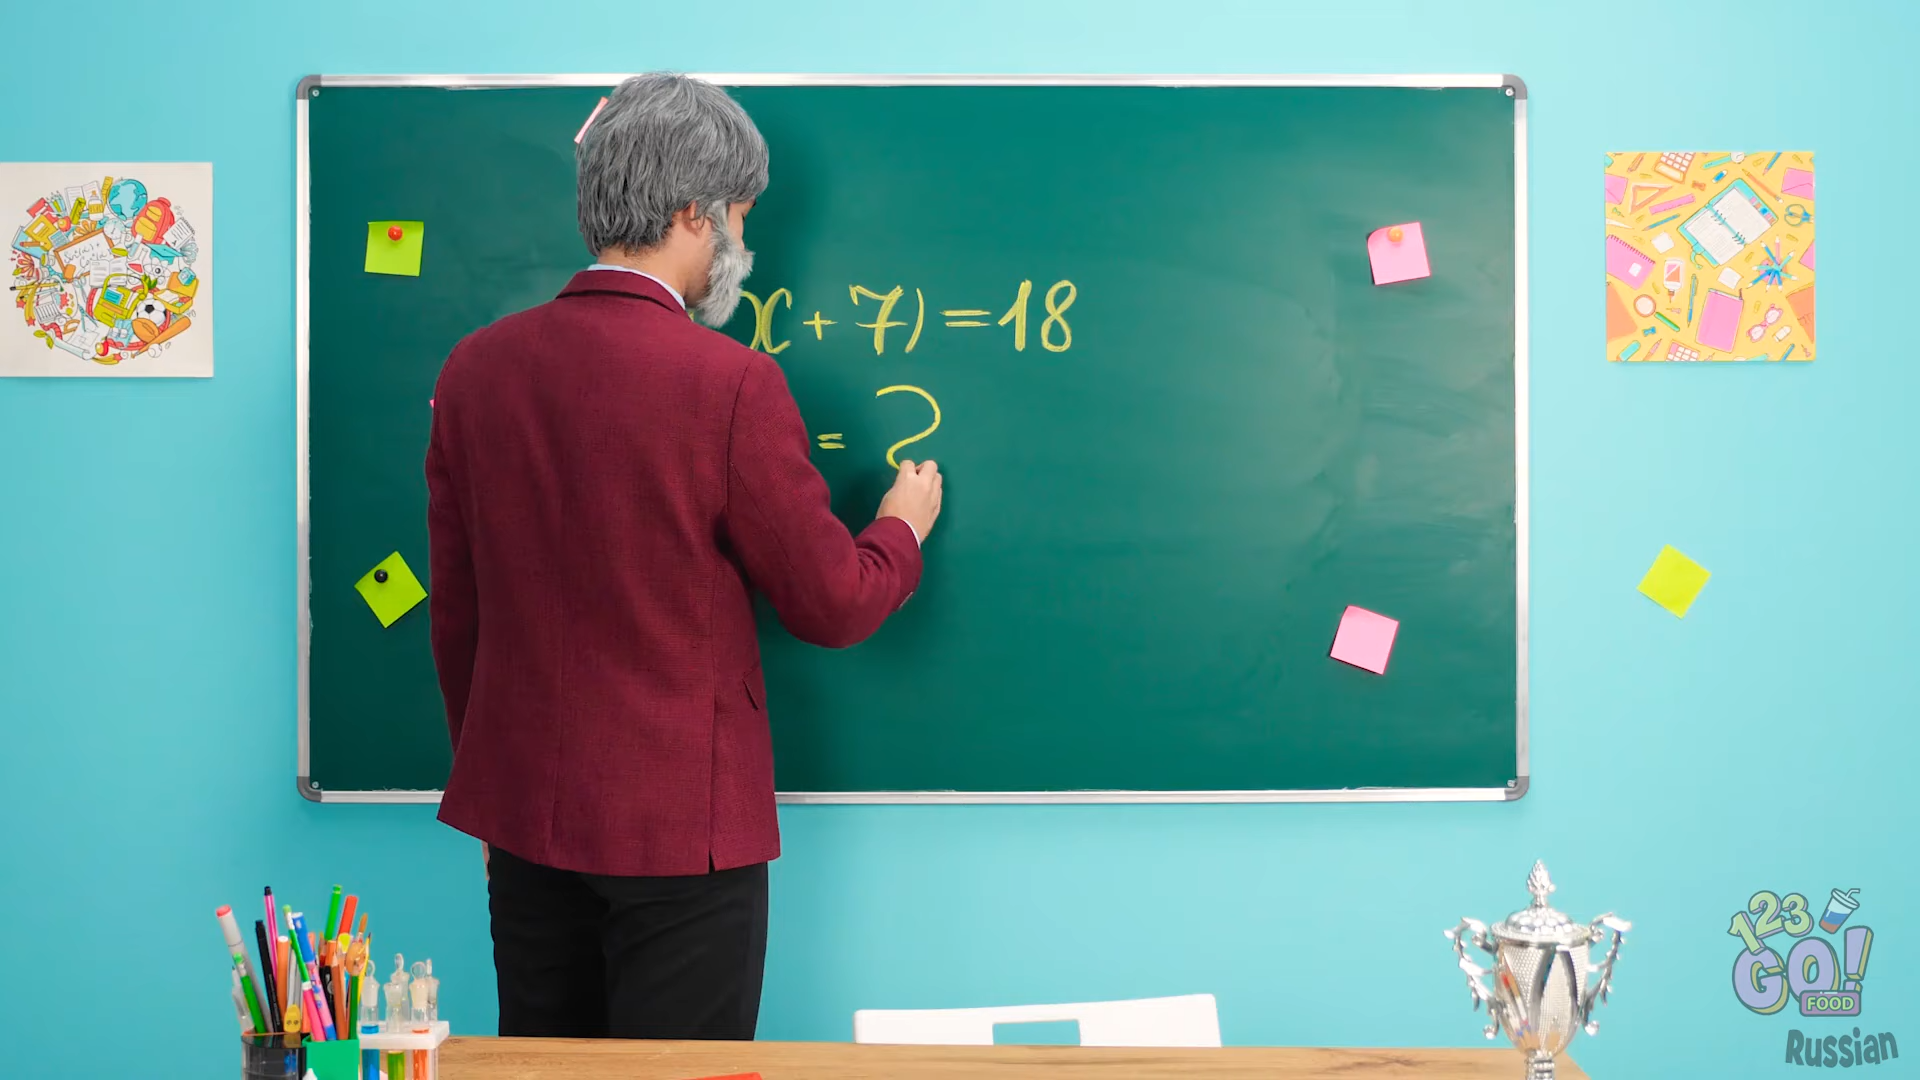 x + 7) = 18
= ?
123
GO!
FOOD
Russian